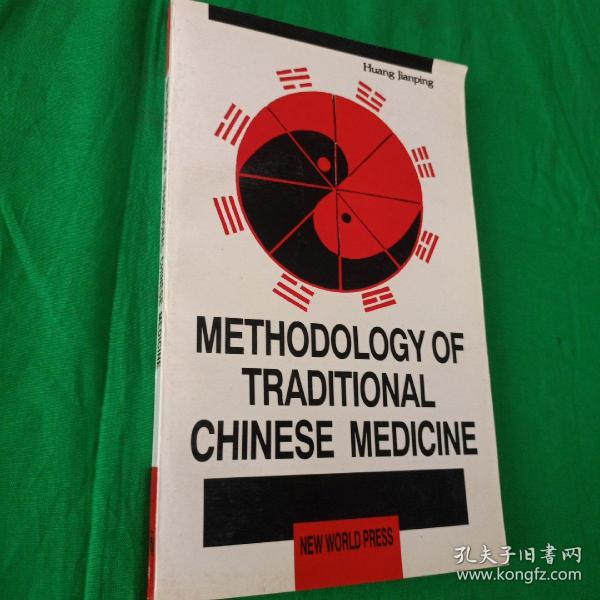 Huang Jianping
METHODOLOGY OF
TRADITIONAL
CHINESE MEDICINE
NEW WORLD PRESS
MEDICINE
孔夫子旧书网
www.kongfz.com